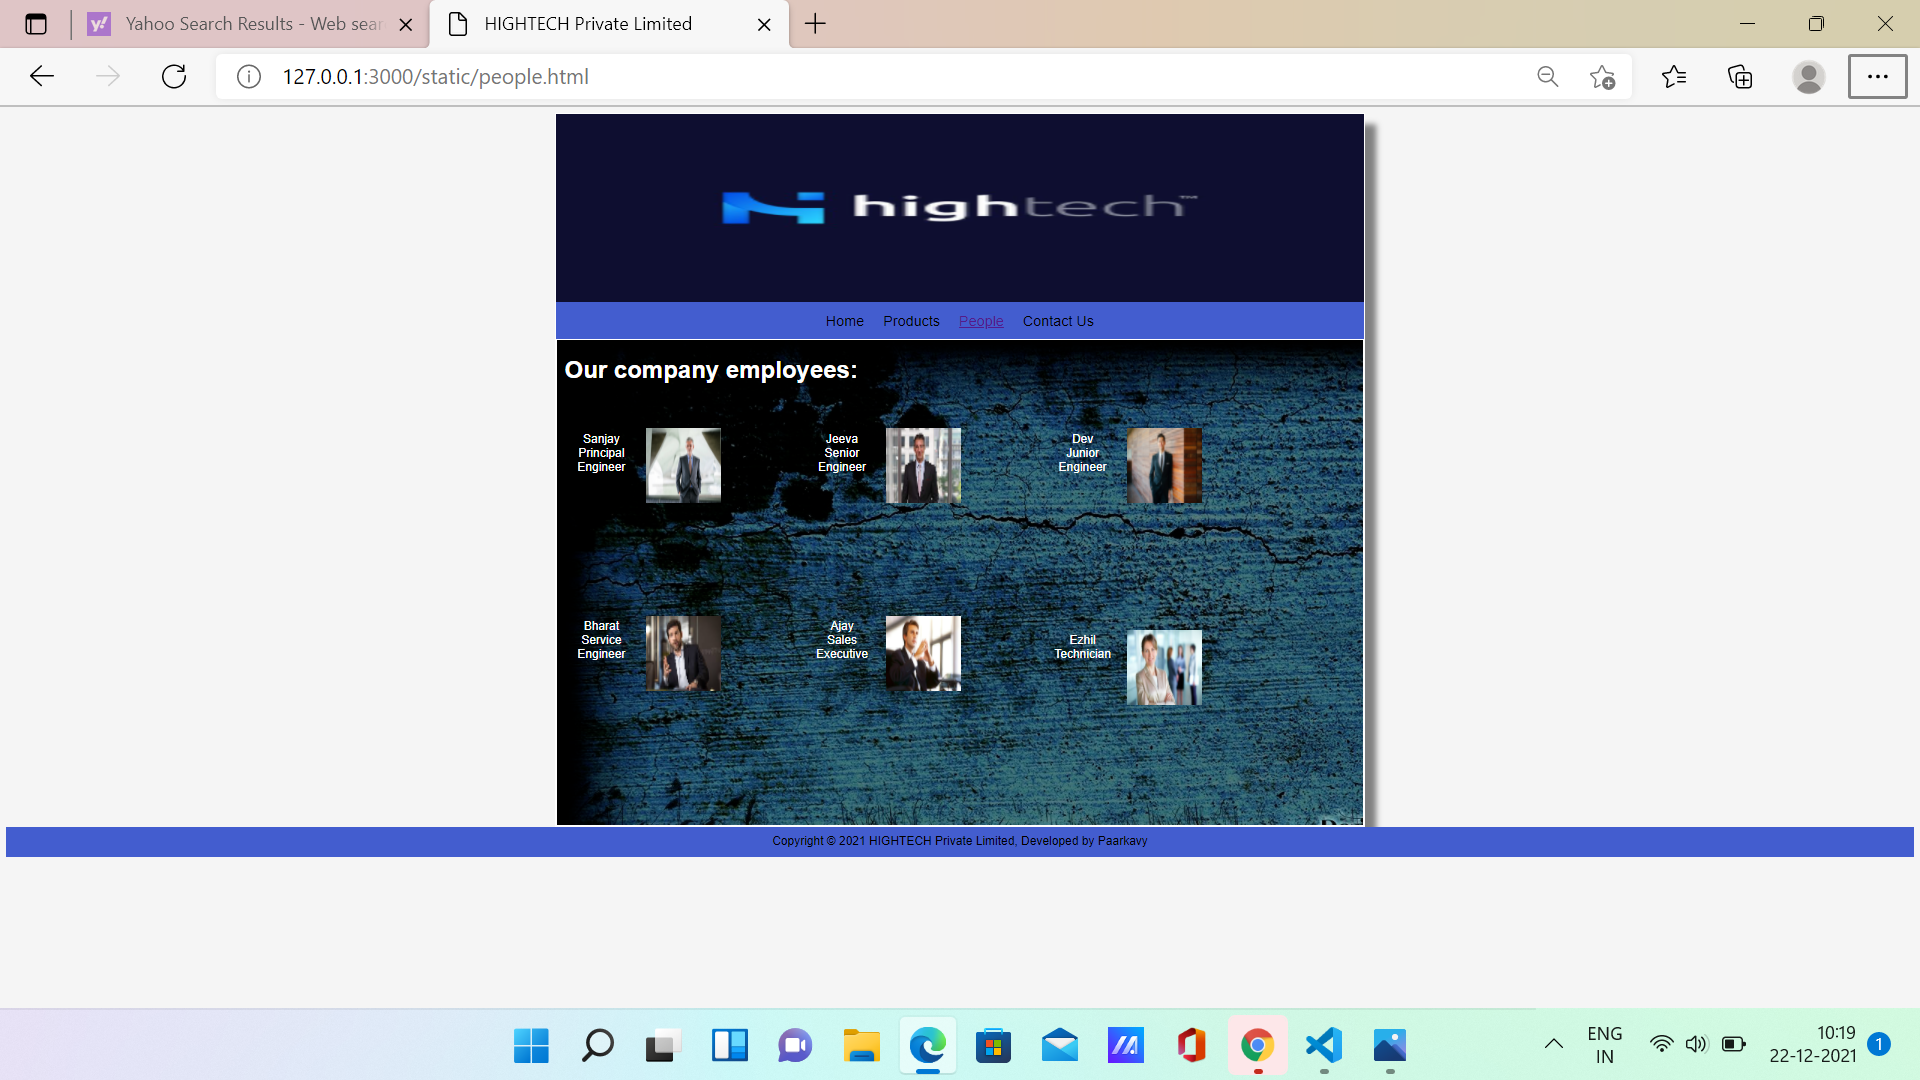 Yahoo Search Results - Web sear
HIGHTECH Private Limited
127.0.0.1:3000/static/people.html
hightech™
Home Products People Contact Us
Our company employees:
Sanjay
Principal
Engineer
Jeeva
Senior
Engineer
Dev
Junior
Engineer
Bharat
Service
Engineer
Ajay
Sales
Executive
Ezhil
Technician
Copyright © 2021 HIGHTECH Private Limited, Developed by Paarkavy
ENG
IN
10:19
22-12-2021
1